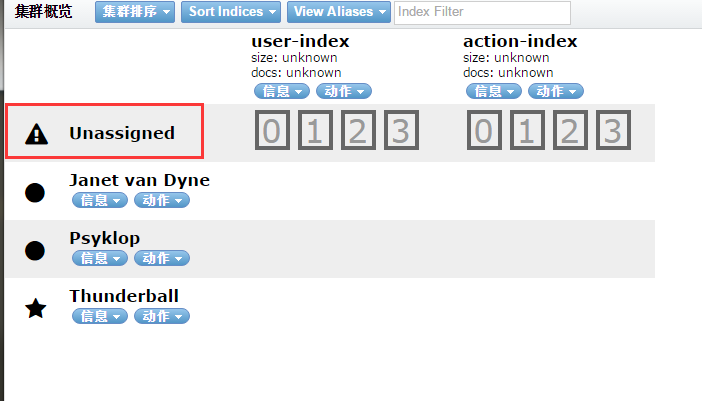 集群概览 集群排序 Sort Indices View Aliases Index Filter
user-index action-index
size: unknown size: unknown
docs: unknown docs: unknown
信息 动作 信息 动作
Unassigned 0 1 2 3 0 1 2 3
Janet van Dyne
信息 动作
Psyklop
信息 动作
Thunderball
信息 动作